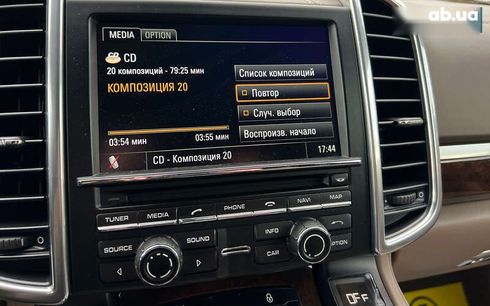 ab.ua
MEDIA OPTION
CD
20 композиций - 79:25 мин
КОМПОЗИЦИЯ 20
Список композиций
Повтор
Случ. выбор
Воспроизв. начало
03:54 мин 03:55 мин
CD - Композиция 20 17:44
TUNER MEDIA PHONE NAVI MAP
SOURCE SOUND INFO
CAR OPTION
OFF